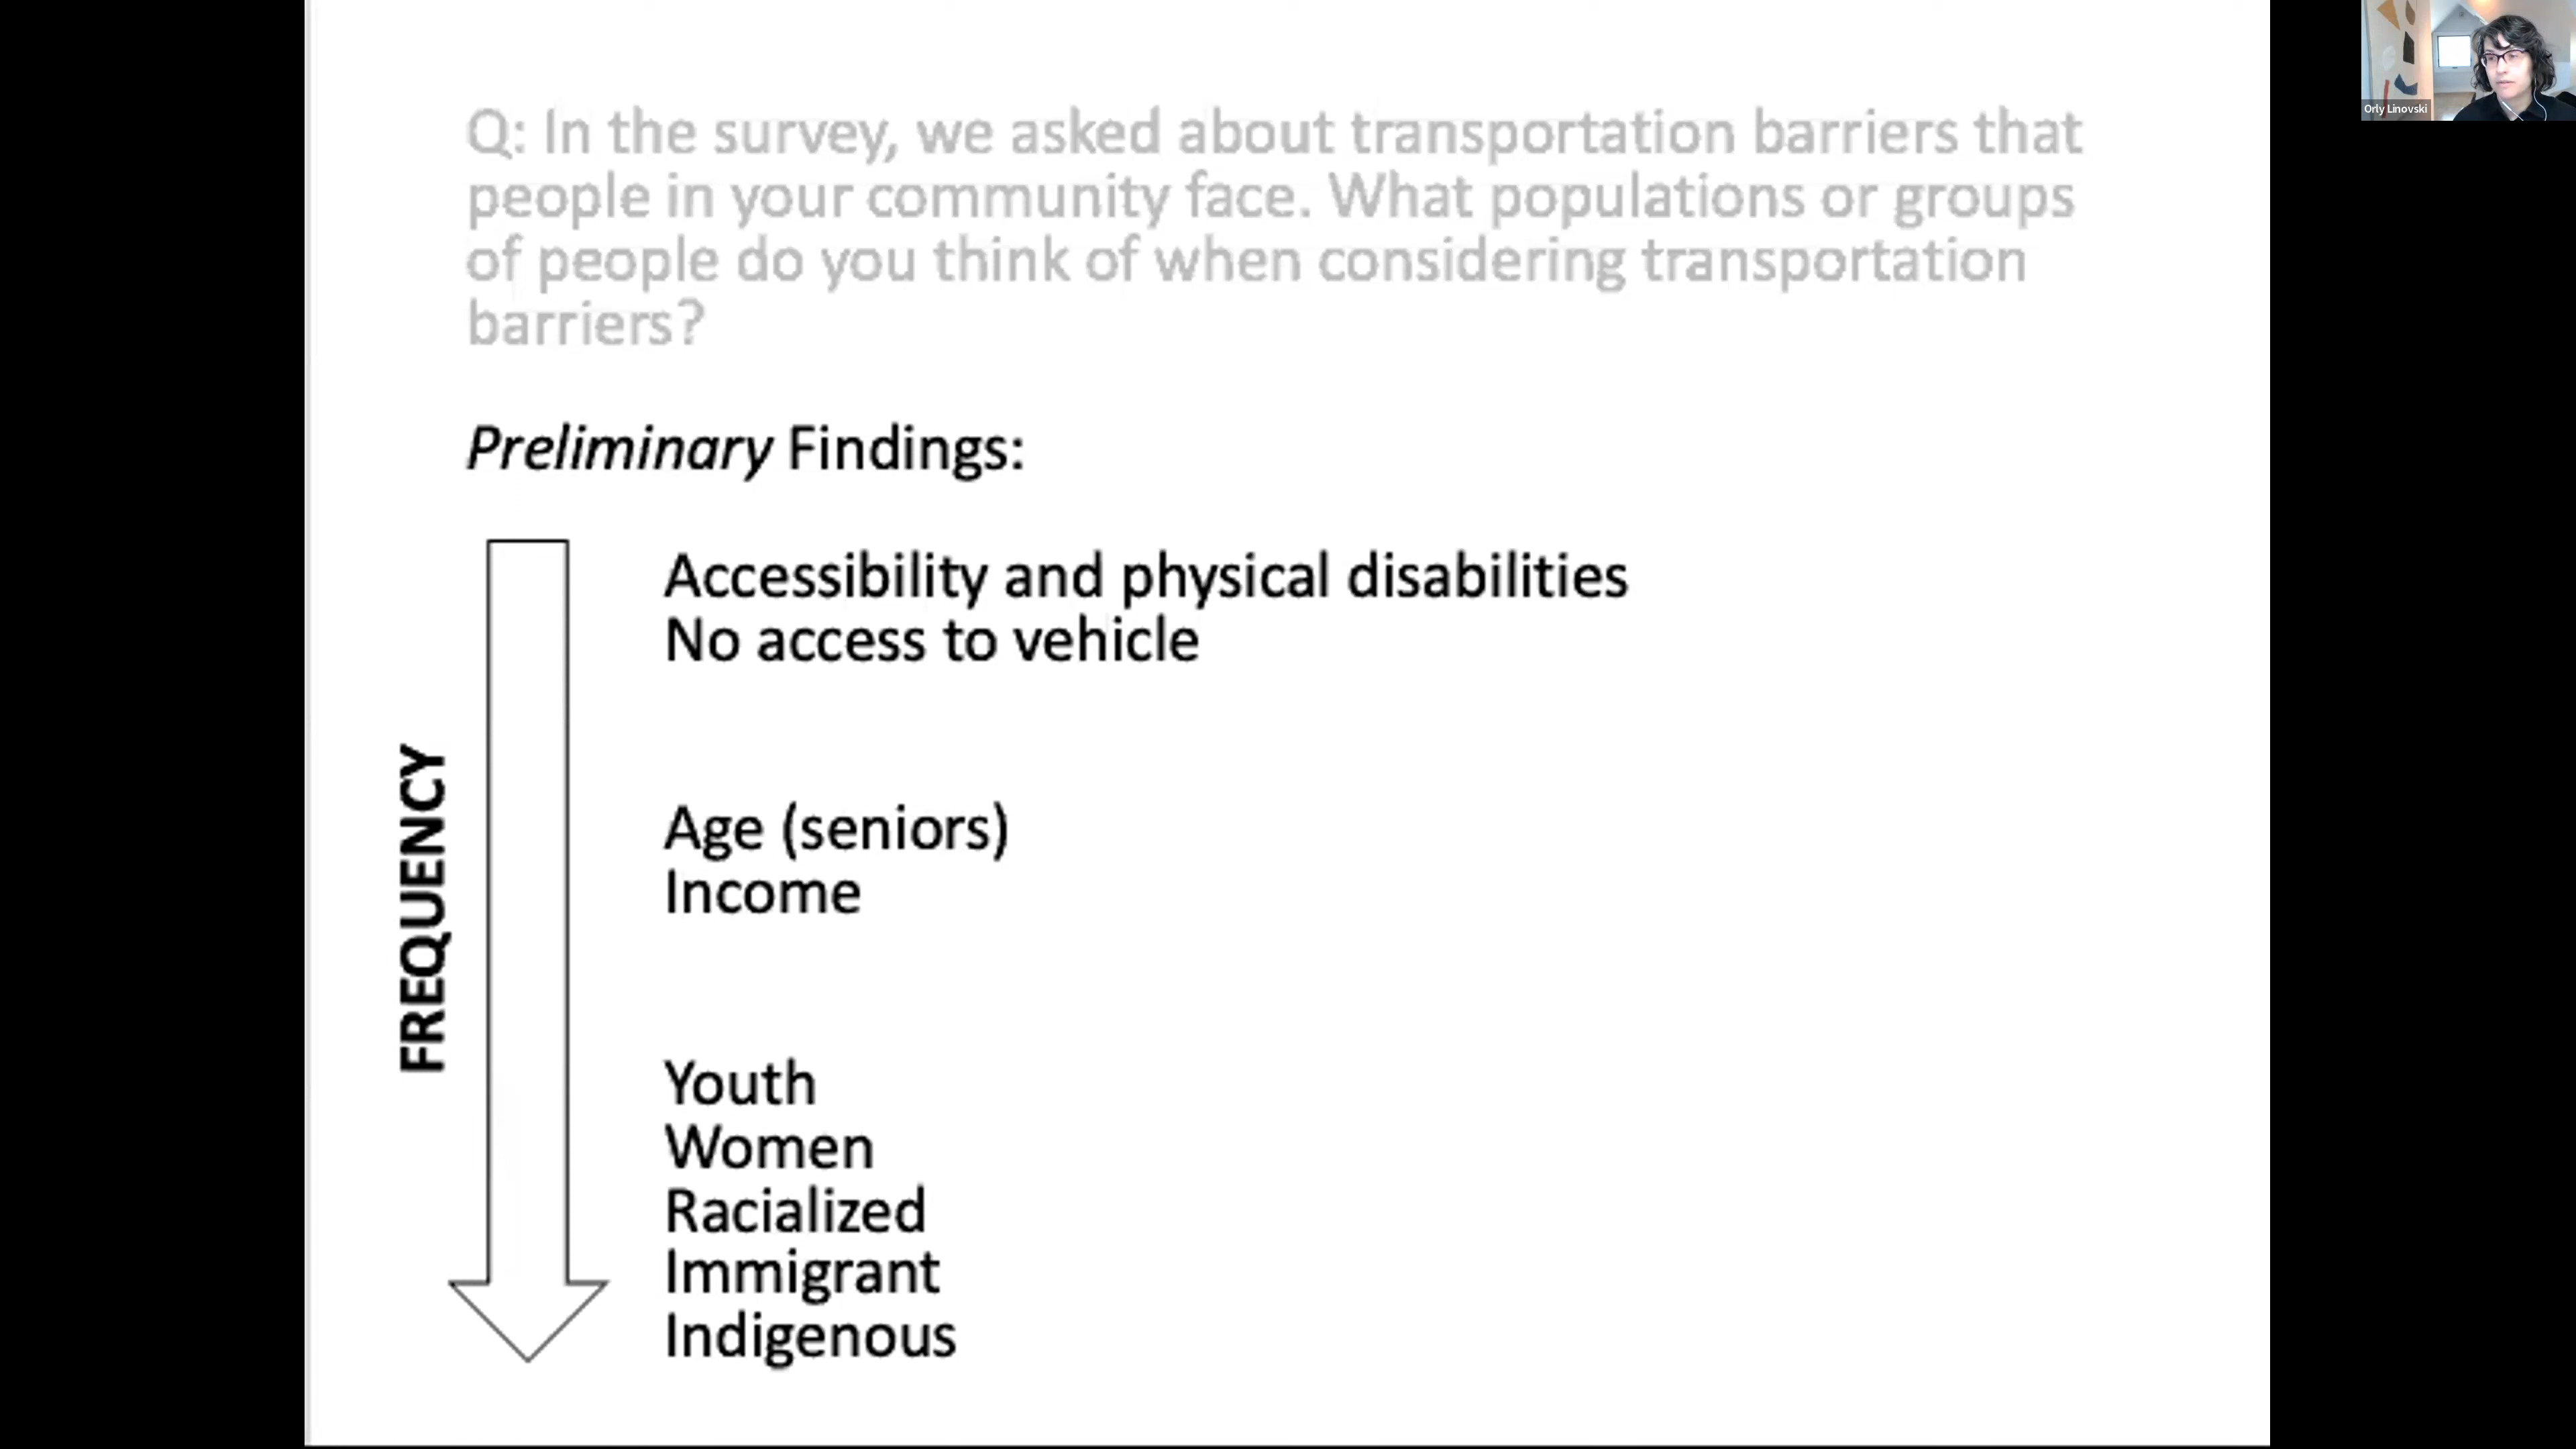 Q: In the survey, we asked about transportation barriers that
people in your community face. What populations or groups
of people do you think of when considering transportation
barriers?
Preliminary Findings:
FREQUENCY
Accessibility and physical disabilities
No access to vehicle
Age (seniors)
Income
Youth
Women
Racialized
Immigrant
Indigenous
Orly Linovski